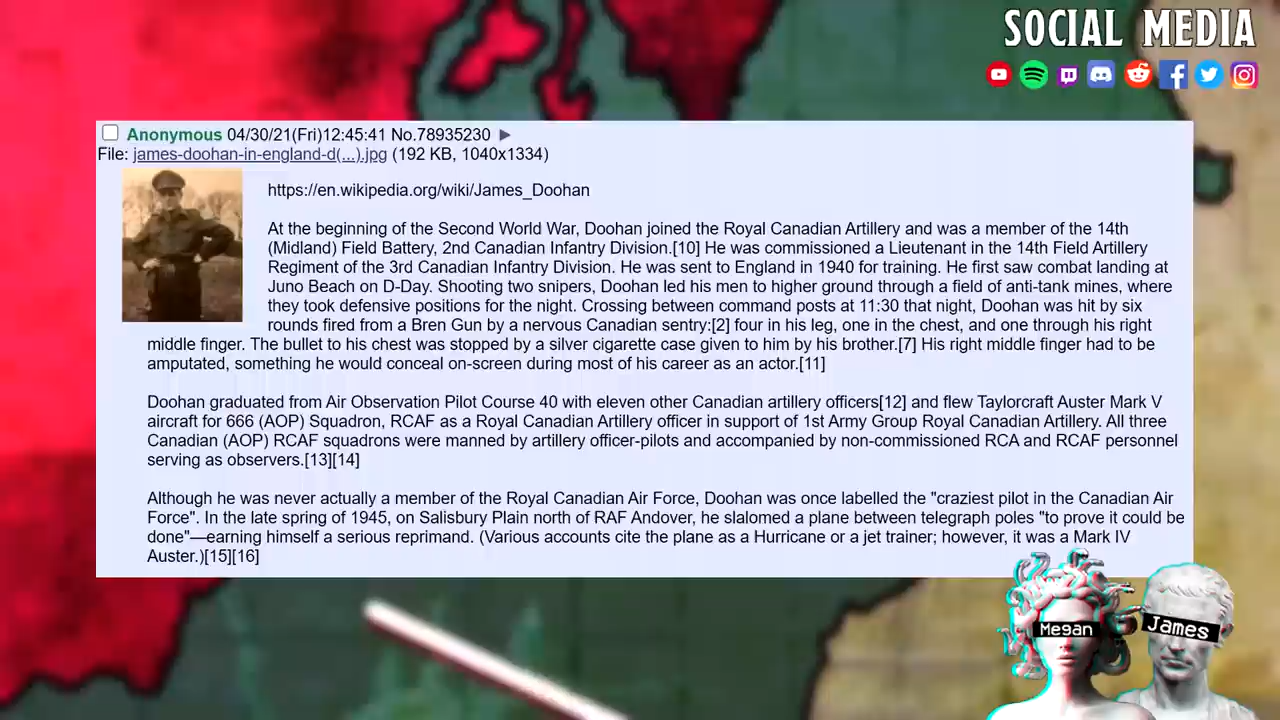 SOCIAL MEDIA
Anonymous 04/30/21(Fri)12:45:41 No.78935230 ▶
File: james-doohan-in-england-d(...).jpg (192 KB, 1040x1334)
https://en.wikipedia.org/wiki/James_Doohan
At the beginning of the Second World War, Doohan joined the Royal Canadian Artillery and was a member of the 14th
(Midland) Field Battery, 2nd Canadian Infantry Division.[10] He was commissioned a Lieutenant in the 14th Field Artillery
Regiment of the 3rd Canadian Infantry Division. He was sent to England in 1940 for training. He first saw combat landing at
Juno Beach on D-Day. Shooting two snipers, Doohan led his men to higher ground through a field of anti-tank mines, where
they took defensive positions for the night. Crossing between command posts at 11:30 that night, Doohan was hit by six
rounds fired from a Bren Gun by a nervous Canadian sentry:[2] four in his leg, one in the chest, and one through his right
middle finger. The bullet to his chest was stopped by a silver cigarette case given to him by his brother.[7] His right middle finger had to be
amputated, something he would conceal on-screen during most of his career as an actor.[11]
Doohan graduated from Air Observation Pilot Course 40 with eleven other Canadian artillery officers[12] and flew Taylorcraft Auster Mark V
aircraft for 666 (AOP) Squadron, RCAF as a Royal Canadian Artillery officer in support of 1st Army Group Royal Canadian Artillery. All three
Canadian (AOP) RCAF squadrons were manned by artillery officer-pilots and accompanied by non-commissioned RCA and RCAF personnel
serving as observers.[13][14]
Although he was never actually a member of the Royal Canadian Air Force, Doohan was once labelled the "craziest pilot in the Canadian Air
Force". In the late spring of 1945, on Salisbury Plain north of RAF Andover, he slalomed a plane between telegraph poles "to prove it could be
done"—earning himself a serious reprimand. (Various accounts cite the plane as a Hurricane or a jet trainer; however, it was a Mark IV
Auster.)[15][16]
Megan
James